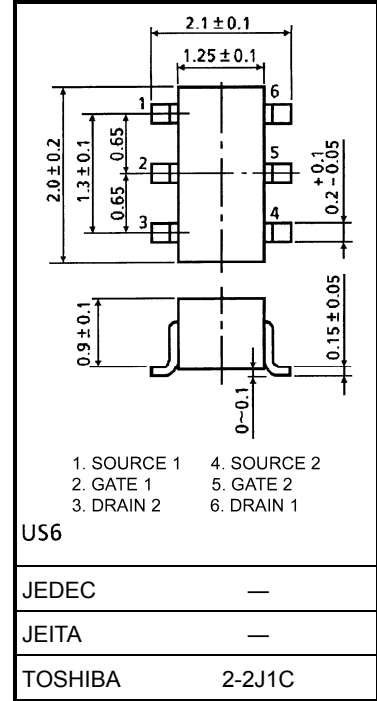 2.1±0.1
1.25±0.1
1 6
2 5
3 4
2.0±0.2
1.3±0.1
0.65
0.65
+0.1
0.2-0.05
0.9±0.1
0.15±0.05
0~0.1
1. SOURCE 1 4. SOURCE 2
2. GATE 1 5. GATE 2
3. DRAIN 2 6. DRAIN 1
US6
JEDEC —
JEITA —
TOSHIBA 2-2J1C